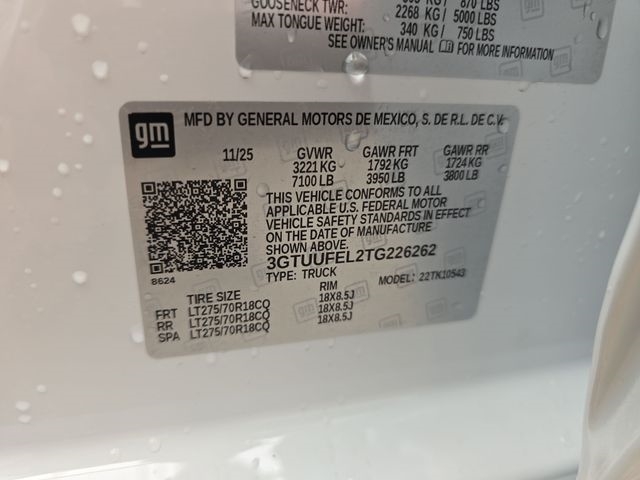 GOOSENECK TWR: 870 LBS
2268 KG/ 5000 LBS
MAX TONGUE WEIGHT: 340 KG/ 750 LBS
SEE OWNER'S MANUAL FOR MORE INFORMATION
gm MFD BY GENERAL MOTORS DE MEXICO, S. DE R.L. DE C.V.
11/25 GVWR GAWR FRT GAWR RR
3221 KG 1792 KG 1724 KG
7100 LB 3950 LB 3800 LB
THIS VEHICLE CONFORMS TO ALL
APPLICABLE U.S. FEDERAL MOTOR
VEHICLE SAFETY STANDARDS IN EFFECT
ON THE DATE OF MANUFACTURE
SHOWN ABOVE.
3GTUUFEL2TG226262
8624 TYPE: TRUCK MODEL: 22TK10543
TIRE SIZE RIM
FRT LT275/70R18CQ 18X8.5J
RR LT275/70R18CQ 18X8.5J
SPA LT275/70R18CQ 18X8.5J